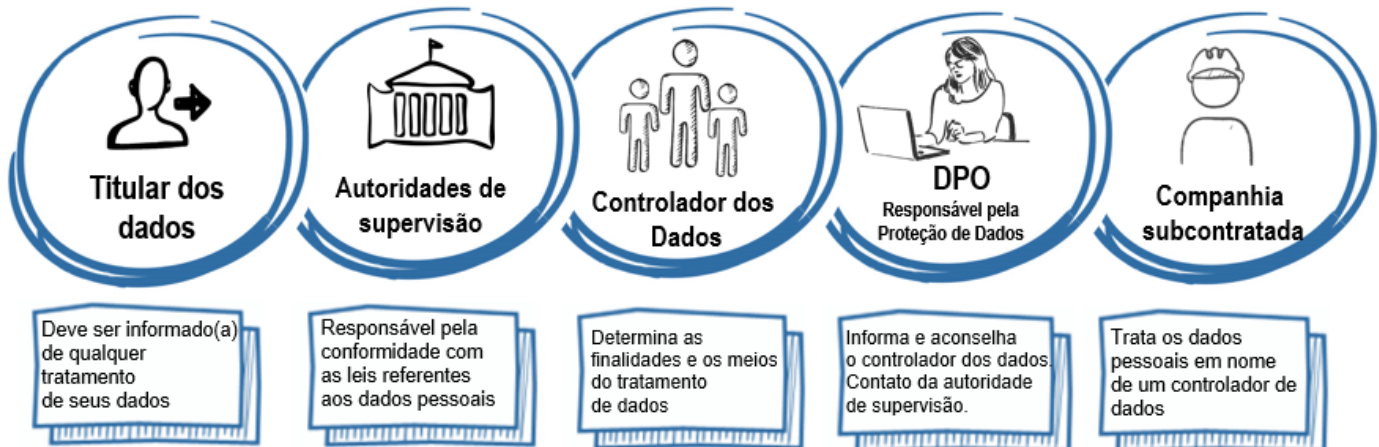 Titular dos
dados
Autoridades de
supervisão
Controlador dos
Dados
DPO
Responsável pela
Proteção de Dados
Companhia
subcontratada
Deve ser informado(a)
de qualquer
tratamento
de seus dados
Responsável pela
conformidade com
as leis referentes
aos dados pessoais
Determina as
finalidades e os meios
do tratamento
de dados
Informa e aconselha
o controlador dos dados.
Contato da autoridade
de supervisão.
Trata os dados
pessoais em nome
de um controlador de
dados